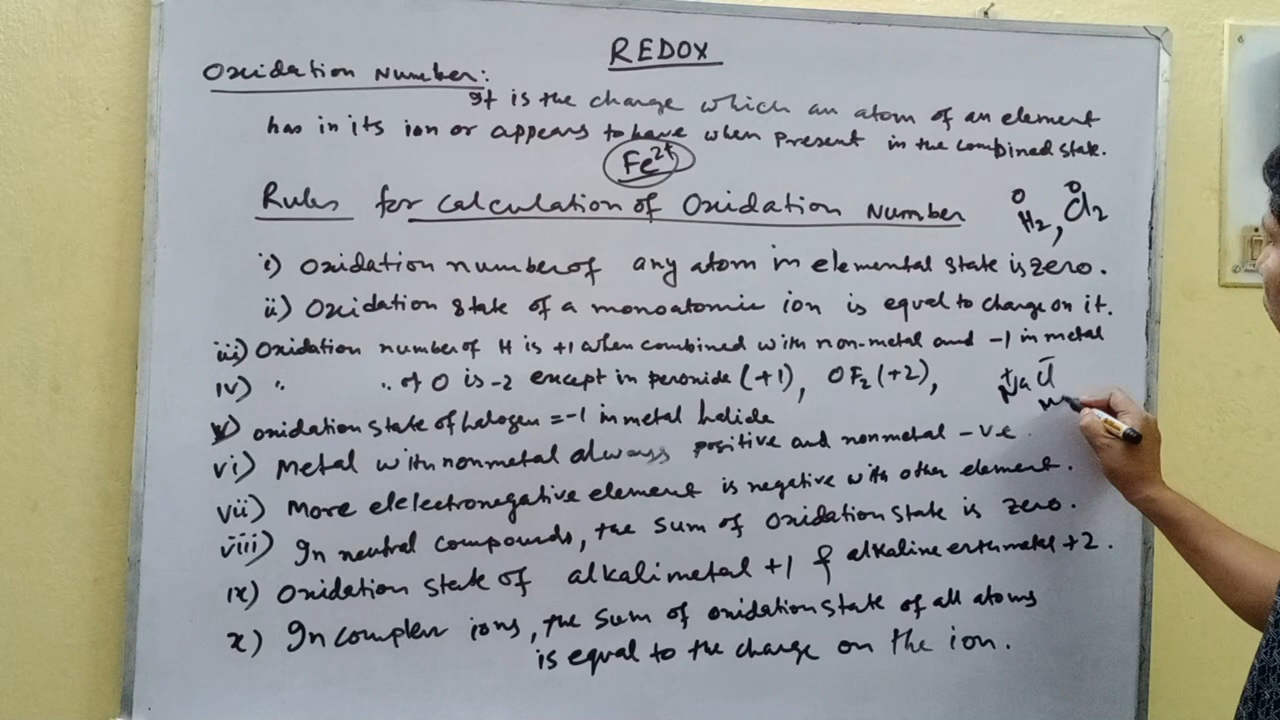 REDOX
Oxidation Number:
It is the charge which an atom of an element
has in its ion or appears to have when present in the combined state.
Fe2+
Rules for calculation of Oxidation Number
0 0
H2, Cl2
i) Oxidation number of any atom in elemental state is zero.
ii) Oxidation state of a monoatomic ion is equal to charge on it.
iii) Oxidation number of H is +1 when combined with non-metal and -1 in metal
iv) " " of O is -2 except in peroxide (+1), OF2 (+2),
+ -
Na Cl
v) oxidation state of halogen = -1 in metal halide
vi) Metal with nonmetal always positive and nonmetal -ve.
vii) More elelectronegative element is negative with other element.
viii) In neutral compounds, the sum of oxidation state is zero.
ix) Oxidation state of alkali metal +1 & alkaline erth metal +2.
x) In complex ions, the sum of oxidation state of all atoms
is equal to the charge on the ion.